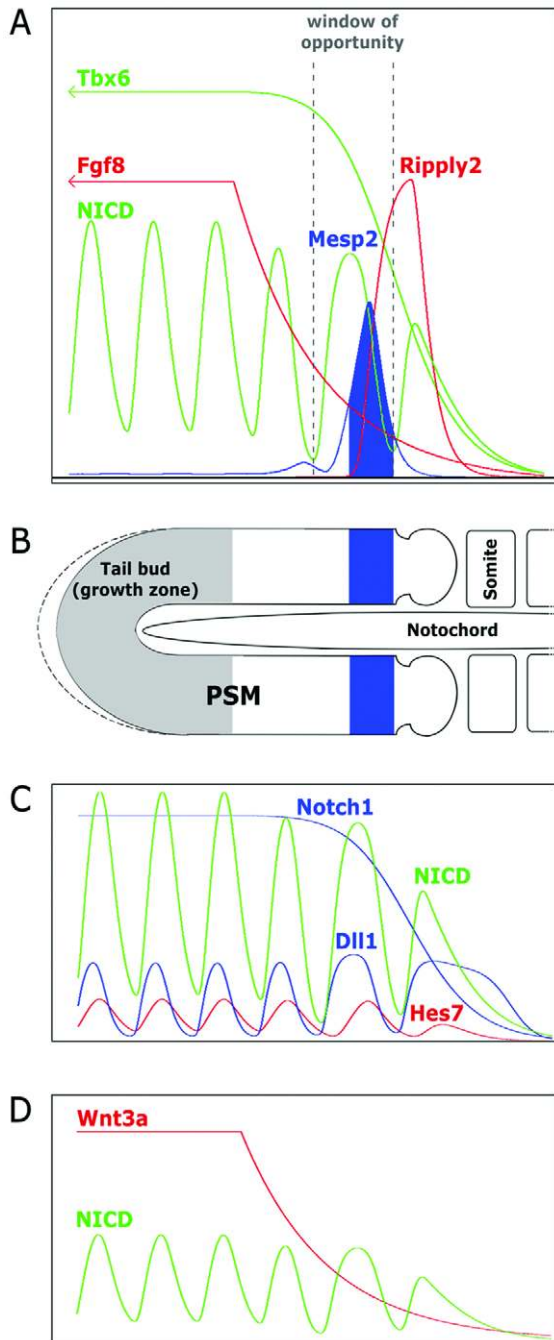 A
window of
opportunity
Tbx6
Fgf8
Ripply2
NICD
Mesp2
B
Tail bud
(growth zone)
Somite
Notochord
PSM
C
Notch1
NICD
Dll1
Hes7
D
Wnt3a
NICD